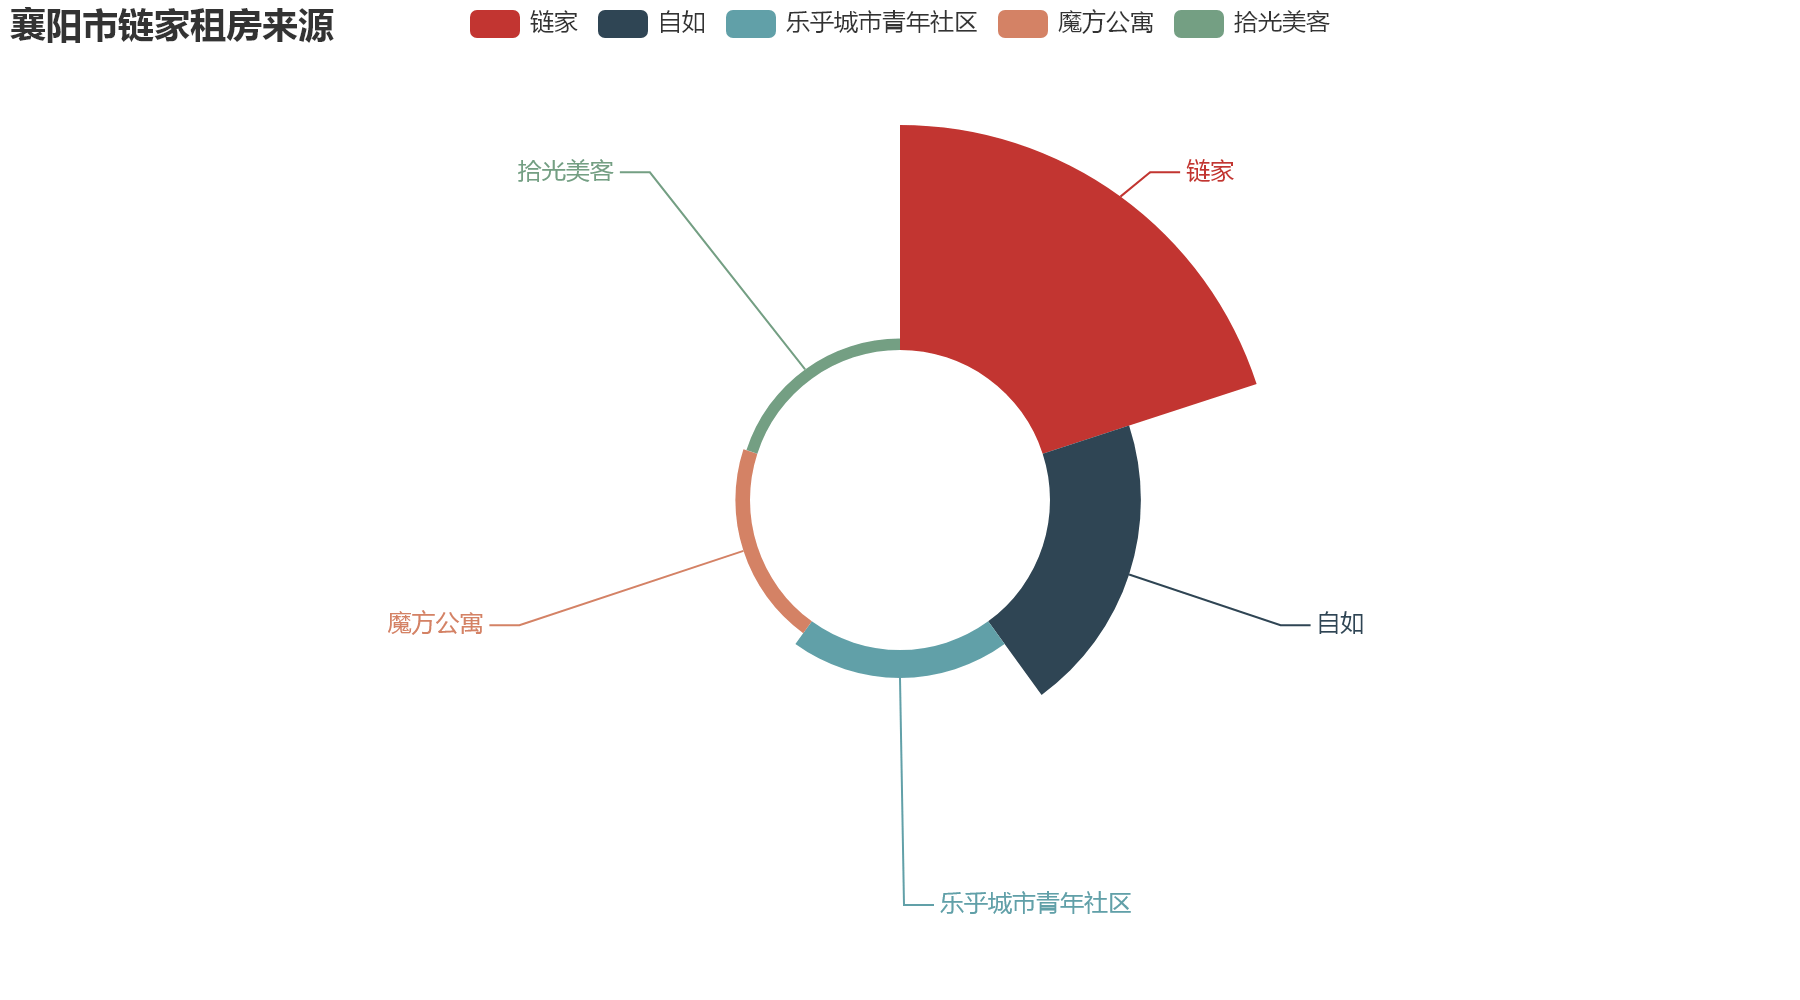 襄阳市链家租房来源
链家
自如
乐乎城市青年社区
魔方公寓
拾光美客
拾光美客
链家
魔方公寓
自如
乐乎城市青年社区